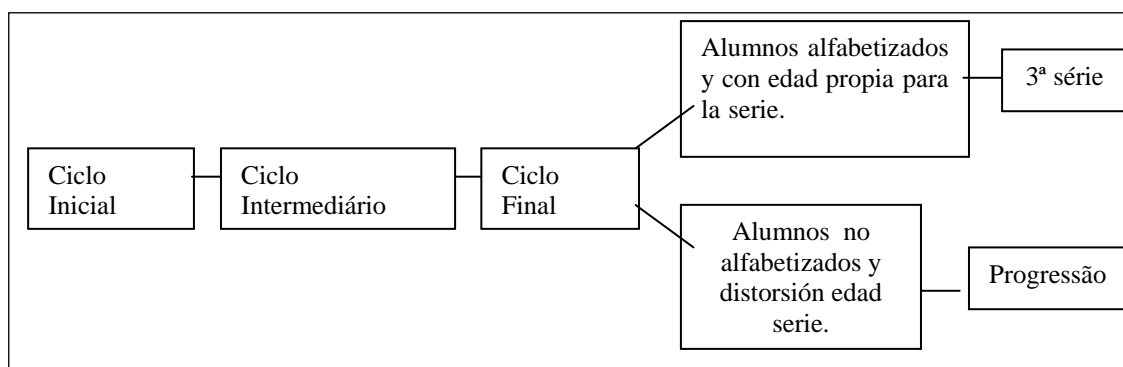 Ciclo
Inicial
Ciclo
Intermediário
Ciclo
Final
Alumnos alfabetizados
y con edad propia para
la serie.
3ª série
Alumnos no
alfabetizados y
distorsión edad
serie.
Progressão